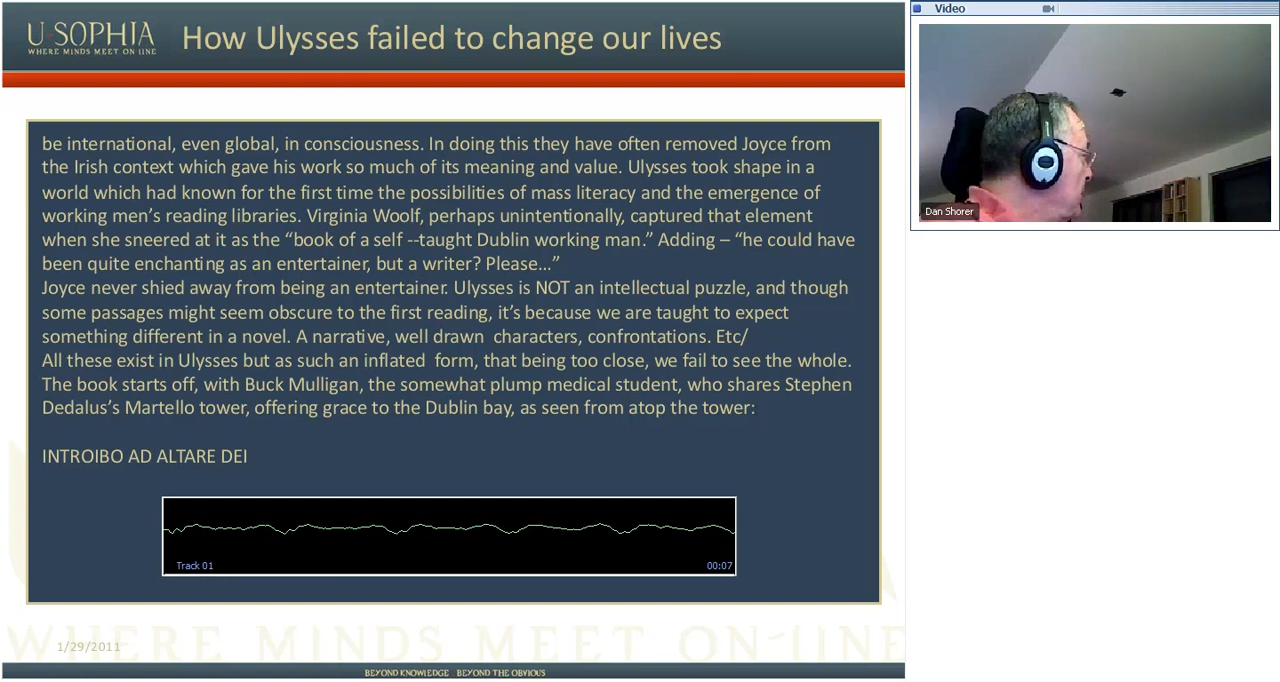 U·SOPHIA
WHERE MINDS MEET ON LINE
How Ulysses failed to change our lives
Video
be international, even global, in consciousness. In doing this they have often removed Joyce from
the Irish context which gave his work so much of its meaning and value. Ulysses took shape in a
world which had known for the first time the possibilities of mass literacy and the emergence of
working men’s reading libraries. Virginia Woolf, perhaps unintentionally, captured that element
when she sneered at it as the “book of a self --taught Dublin working man.” Adding – “he could have
been quite enchanting as an entertainer, but a writer? Please…”
Joyce never shied away from being an entertainer. Ulysses is NOT an intellectual puzzle, and though
some passages might seem obscure to the first reading, it’s because we are taught to expect
something different in a novel. A narrative, well drawn  characters, confrontations. Etc/
All these exist in Ulysses but as such an inflated  form, that being too close, we fail to see the whole.
The book starts off, with Buck Mulligan, the somewhat plump medical student, who shares Stephen
Dedalus’s Martello tower, offering grace to the Dublin bay, as seen from atop the tower:
INTROIBO AD ALTARE DEI
Track 01
00:07
Dan Shorer
1/29/2011
WHERE MINDS MEET ON LINE
BEYOND KNOWLEDGE BEYOND THE OBVIOUS